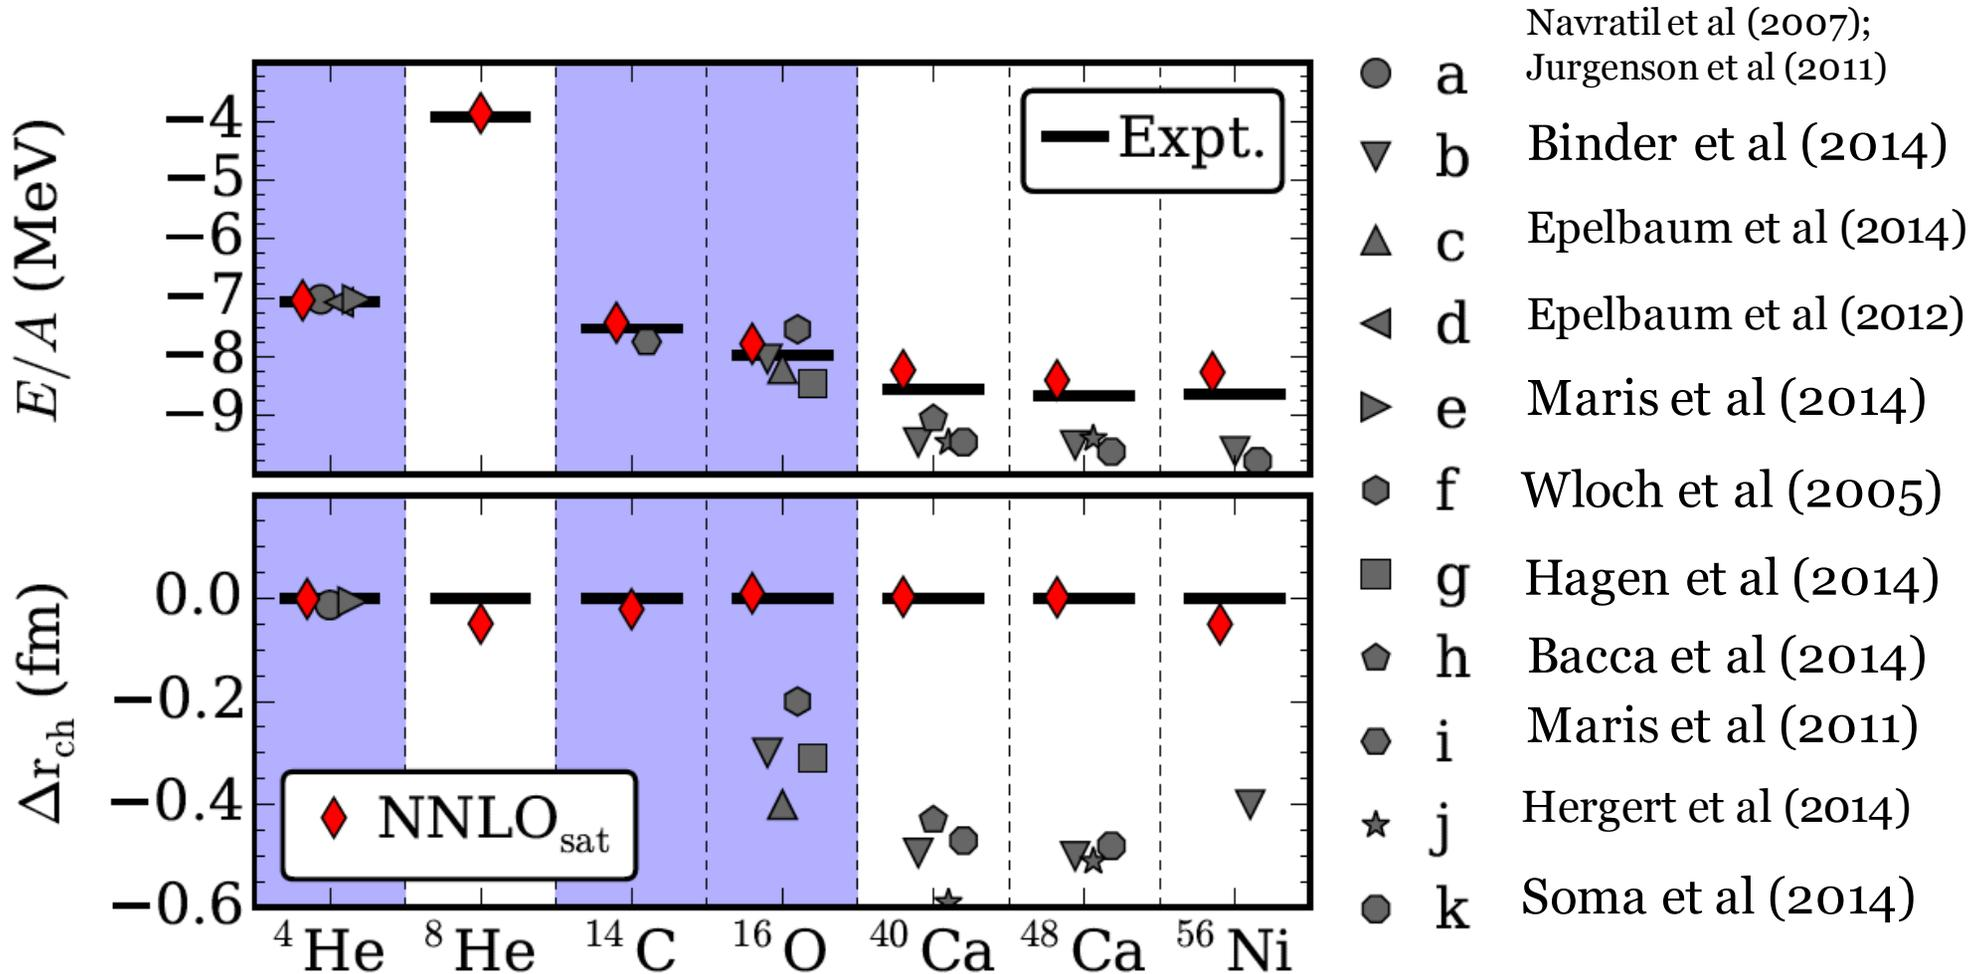 Navratil et al (2007);
a Jurgenson et al (2011)
b Binder et al (2014)
c Epelbaum et al (2014)
d Epelbaum et al (2012)
e Maris et al (2014)
f Wloch et al (2005)
g Hagen et al (2014)
h Bacca et al (2014)
i Maris et al (2011)
j Hergert et al (2014)
k Soma et al (2014)
E/A (MeV)
−4
−5
−6
−7
−8
−9
Expt.
Δr_ch (fm)
0.0
−0.2
−0.4
−0.6
NNLO_sat
⁴He ⁸He ¹⁴C ¹⁶O ⁴⁰Ca ⁴⁸Ca ⁵⁶Ni